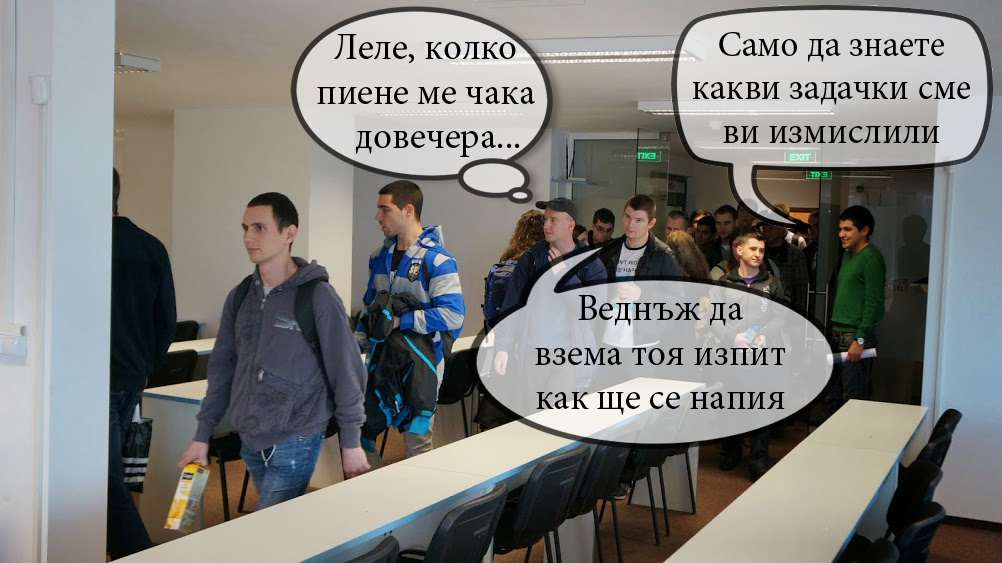 Леле, колко
пиене ме чака
довечера...
Само да знаете
какви задачки сме
ви измислили
EXIT
EXIT
EXIT
Веднъж да
взема тоя изпит
как ще се напия